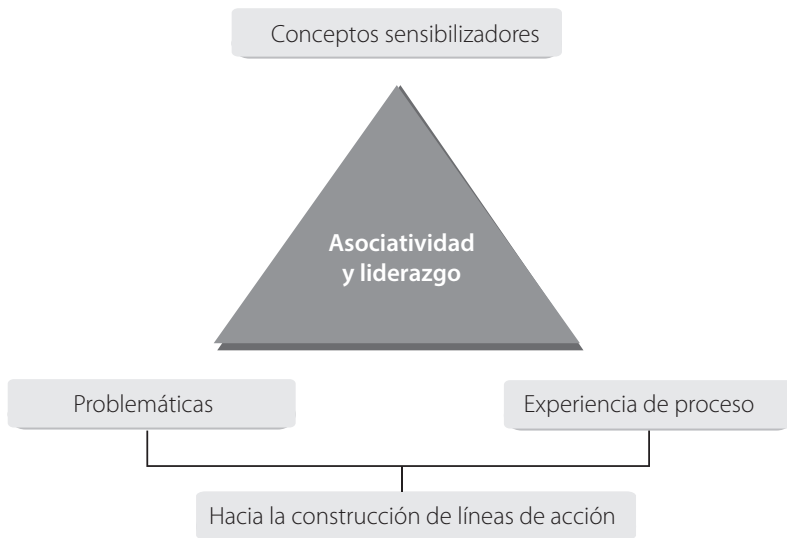 Conceptos sensibilizadores
Asociatividad
y liderazgo
Problemáticas
Experiencia de proceso
Hacia la construcción de líneas de acción